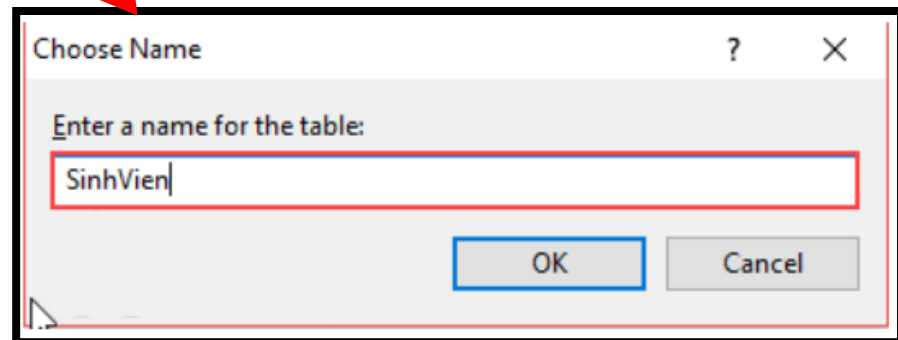 Choose Name ? ×
Enter a name for the table:
SinhVien
OK Cancel